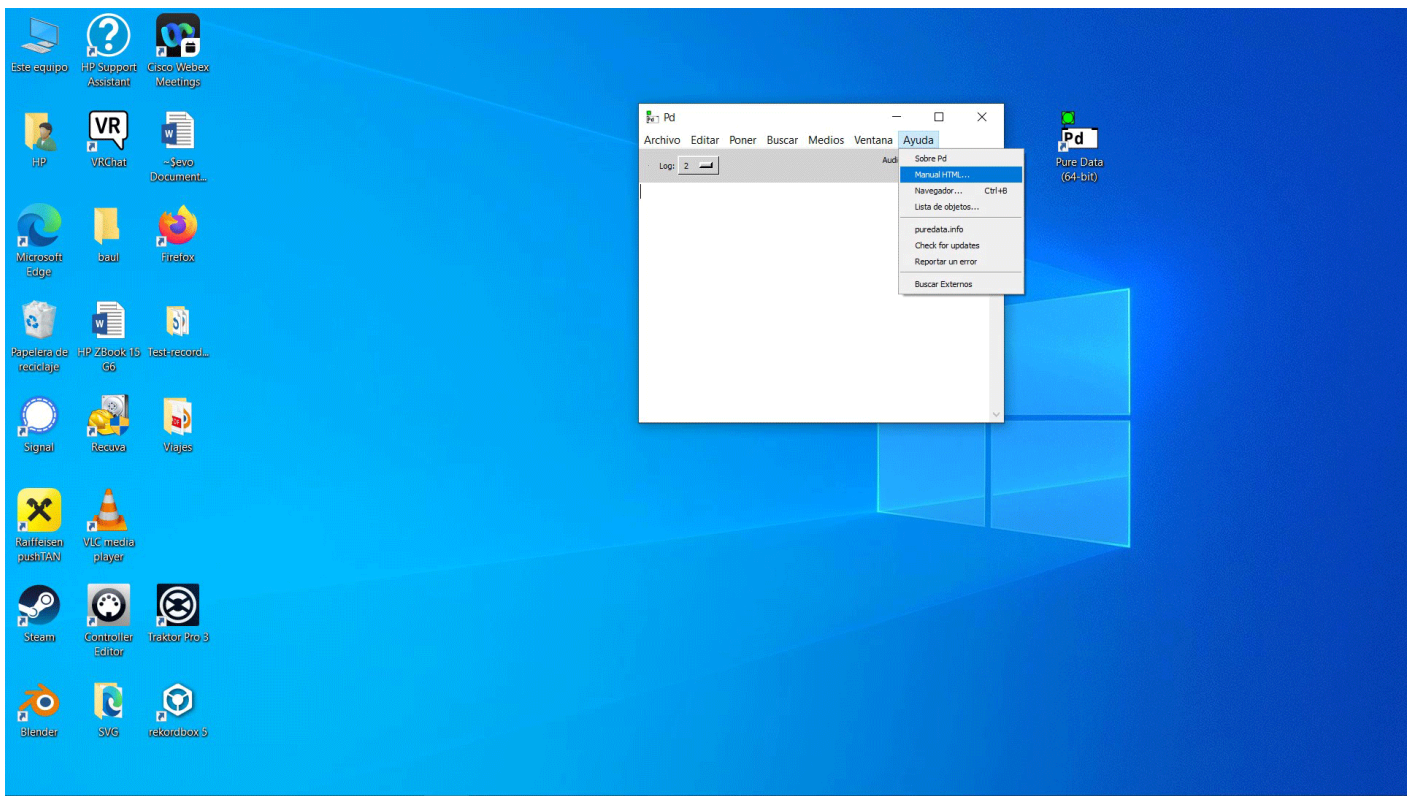 Este equipo
HP Support
Assistant
Cisco Webex
Meetings
HP
VR
VRChat
~$evo
Document...
Microsoft
Edge
baul
Firefox
Papelera de
reciclaje
HP ZBook 15
G6
Test-record...
Signal
Recuva
Viajes
Raiffeisen
pushTAN
VLC media
player
Steam
Controller
Editor
Traktor Pro 3
Blender
SVG
rekordbox 5
Pd
Archivo Editar Poner Buscar Medios Ventana Ayuda
Log: 2 Audi
Sobre Pd
Manual HTML...
Navegador... Ctrl+B
Lista de objetos...
puredata.info
Check for updates
Reportar un error
Buscar Externos
Pd
Pure Data
(64-bit)